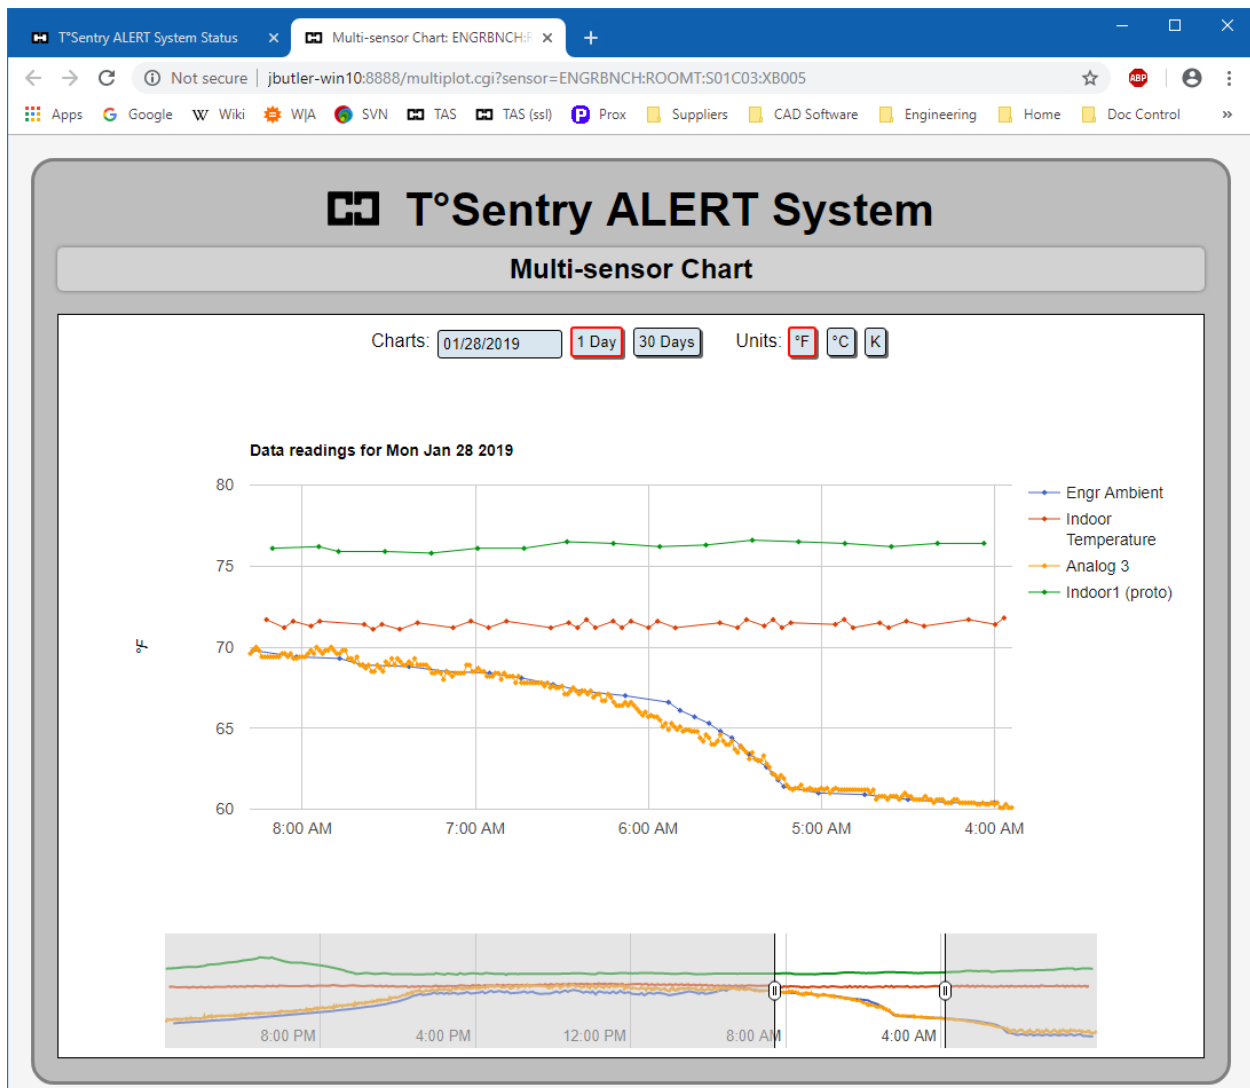 T°Sentry ALERT System Status
Multi-sensor Chart: ENGRBNCH:
Not secure | jbutler-win10:8888/multiplot.cgi?sensor=ENGRBNCH:ROOMT:S01C03:XB005
ABP
Apps Google W Wiki W|A SVN TAS TAS (ssl) P Prox Suppliers CAD Software Engineering Home Doc Control »
T°Sentry ALERT System
Multi-sensor Chart
Charts: 01/28/2019 1 Day 30 Days Units: °F °C K
Data readings for Mon Jan 28 2019
80
75
70
65
60
°F
Engr Ambient
Indoor
Temperature
Analog 3
Indoor1 (proto)
8:00 AM 7:00 AM 6:00 AM 5:00 AM 4:00 AM
8:00 PM 4:00 PM 12:00 PM 8:00 AM 4:00 AM